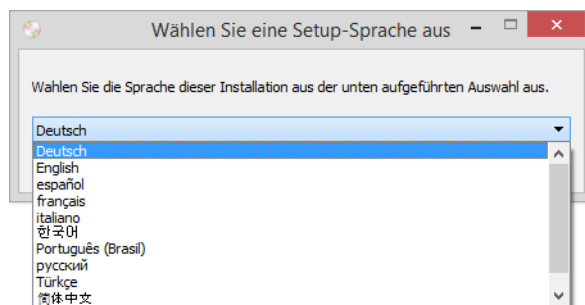 Wählen Sie eine Setup-Sprache aus
Wahlen Sie die Sprache dieser Installation aus der unten aufgeführten Auswahl aus.
Deutsch
Deutsch
English
español
français
italiano
한국어
Português (Brasil)
русский
Türkçe
简体中文